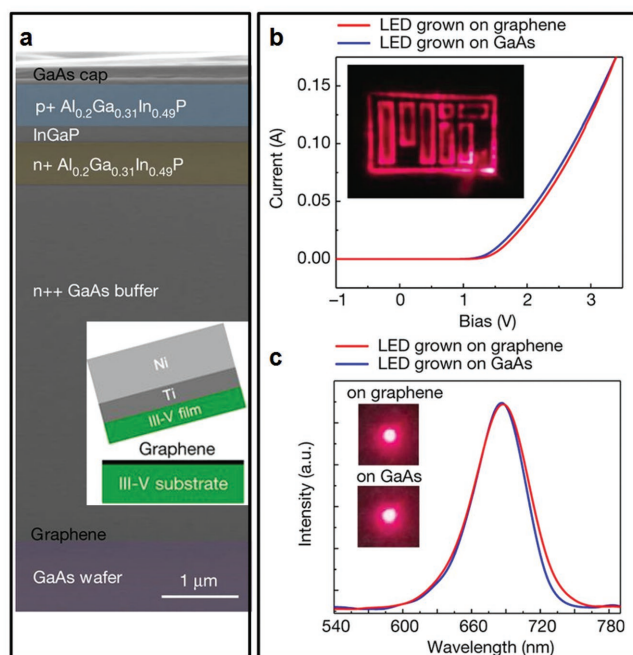 a
GaAs cap
p+ Al0.2Ga0.31In0.49P
InGaP
n+ Al0.2Ga0.31In0.49P
n++ GaAs buffer
Ni
Ti
III-V film
Graphene
III-V substrate
Graphene
GaAs wafer
1 μm
b
LED grown on graphene
LED grown on GaAs
Current (A)
0.15
0.10
0.05
0.00
−1
0
1
2
3
Bias (V)
c
LED grown on graphene
LED grown on GaAs
on graphene
on GaAs
Intensity (a.u.)
540
600
660
720
780
Wavelength (nm)